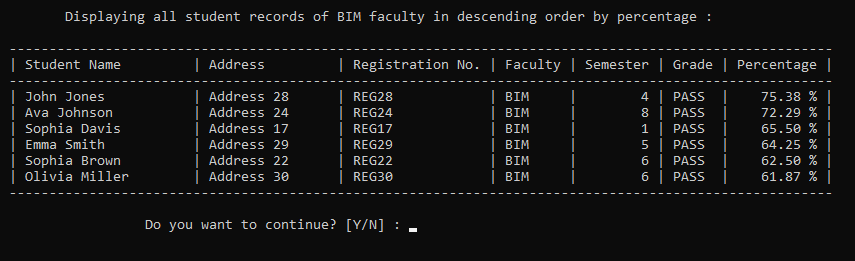 Displaying all student records of BIM faculty in descending order by percentage :
--------------------------------------------------------------------------------------------------------
| Student Name          | Address        | Registration No. | Faculty | Semester | Grade | Percentage |
--------------------------------------------------------------------------------------------------------
| John Jones            | Address 28     | REG28            | BIM     |        4 | PASS  |    75.38 % |
| Ava Johnson           | Address 24     | REG24            | BIM     |        8 | PASS  |    72.29 % |
| Sophia Davis          | Address 17     | REG17            | BIM     |        1 | PASS  |    65.50 % |
| Emma Smith            | Address 29     | REG29            | BIM     |        5 | PASS  |    64.25 % |
| Sophia Brown          | Address 22     | REG22            | BIM     |        6 | PASS  |    62.50 % |
| Olivia Miller         | Address 30     | REG30            | BIM     |        6 | PASS  |    61.87 % |
--------------------------------------------------------------------------------------------------------
Do you want to continue? [Y/N] : _